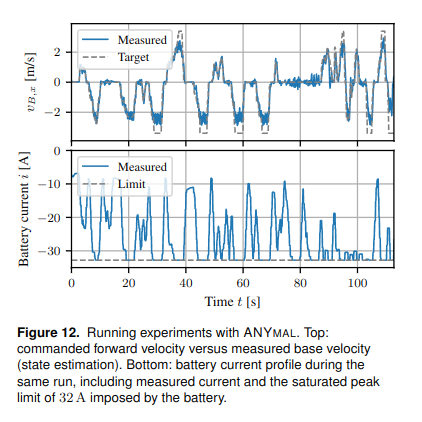 Measured
Target
2
0
−2
v_{B,x} [m/s]
Measured
Limit
0
−10
−20
−30
Battery current i [A]
0 20 40 60 80 100
Time t [s]
Figure 12. Running experiments with ANYMAL. Top:
commanded forward velocity versus measured base velocity
(state estimation). Bottom: battery current profile during the
same run, including measured current and the saturated peak
limit of 32 A imposed by the battery.